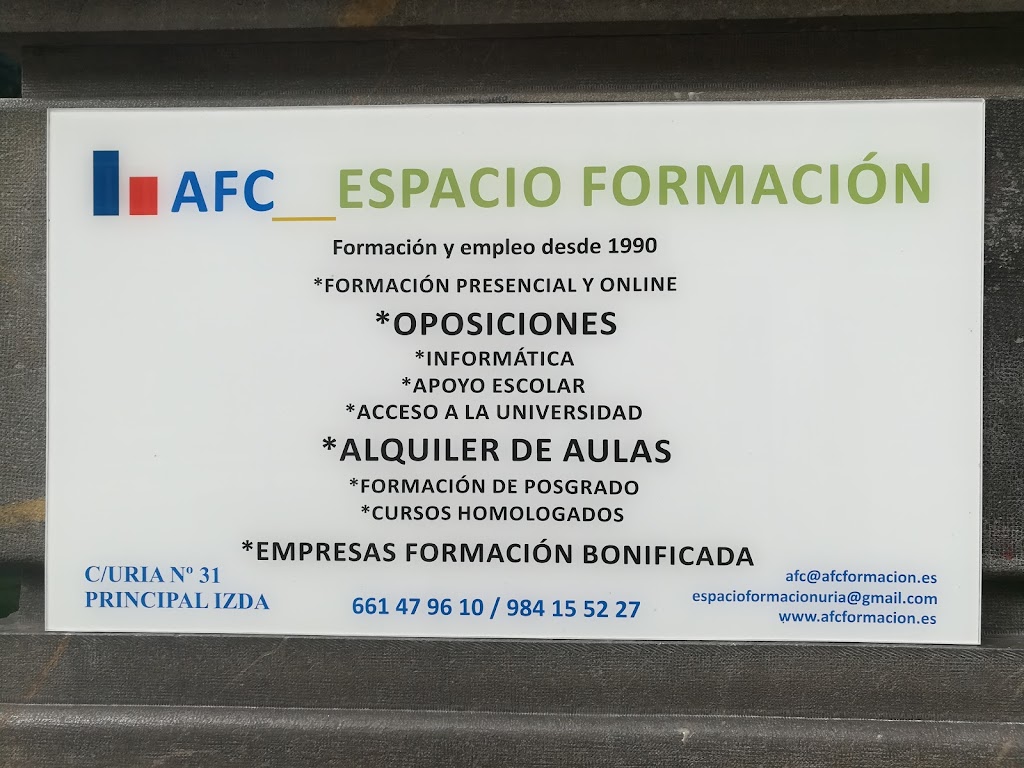 AFC__ESPACIO FORMACIÓN
Formación y empleo desde 1990
*FORMACIÓN PRESENCIAL Y ONLINE
*OPOSICIONES
*INFORMÁTICA
*APOYO ESCOLAR
*ACCESO A LA UNIVERSIDAD
*ALQUILER DE AULAS
*FORMACIÓN DE POSGRADO
*CURSOS HOMOLOGADOS
*EMPRESAS FORMACIÓN BONIFICADA
C/URIA Nº 31
PRINCIPAL IZDA
661 47 96 10 / 984 15 52 27
afc@afcformacion.es
espacioformacionuria@gmail.com
www.afcformacion.es